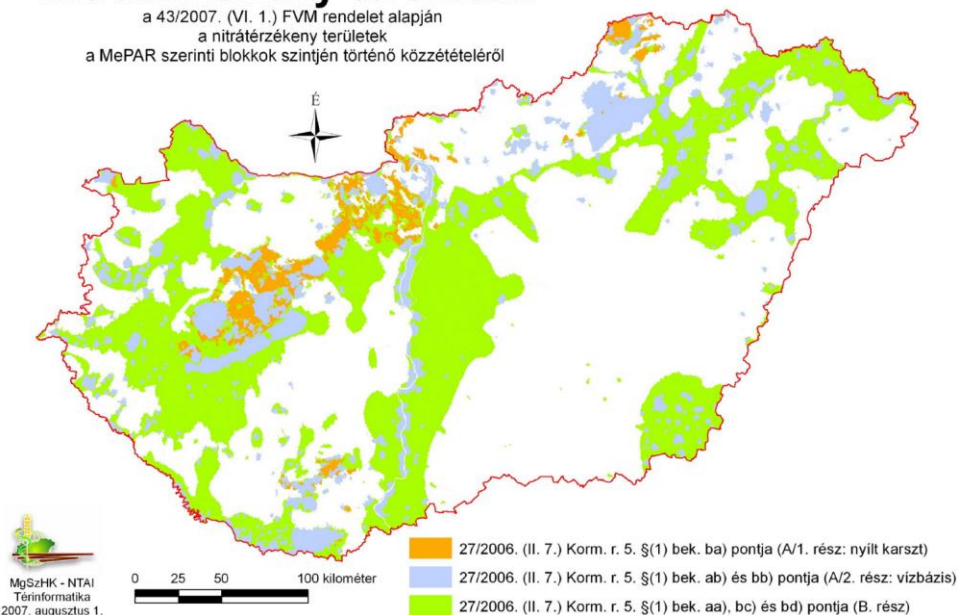 a 43/2007. (VI. 1.) FVM rendelet alapján
a nitrátérzékeny területek
a MePAR szerinti blokkok szintjén történő közzétételéről
É
27/2006. (II. 7.) Korm. r. 5. §(1) bek. ba) pontja (A/1. rész: nyílt karszt)
27/2006. (II. 7.) Korm. r. 5. §(1) bek. ab) és bb) pontja (A/2. rész: vízbázis)
27/2006. (II. 7.) Korm. r. 5. §(1) bek. aa), bc) és bd) pontja (B. rész)
MgSzHK - NTAI
Térinformatika
2007. augusztus 1.
0 25 50 100 kilométer